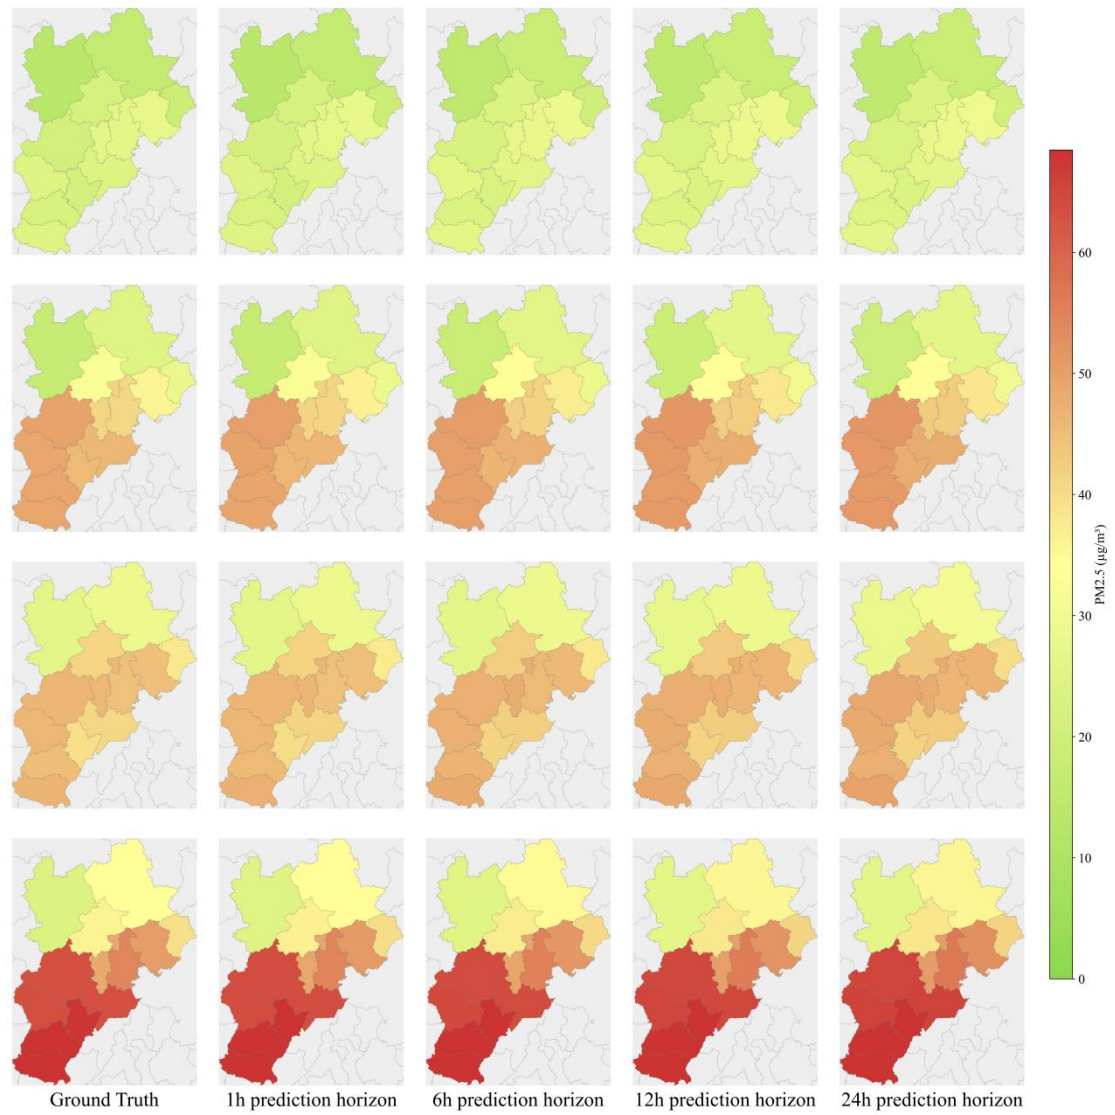 60
50
40
30
20
10
0
PM2.5 (µg/m³)
Ground Truth
1h prediction horizon
6h prediction horizon
12h prediction horizon
24h prediction horizon